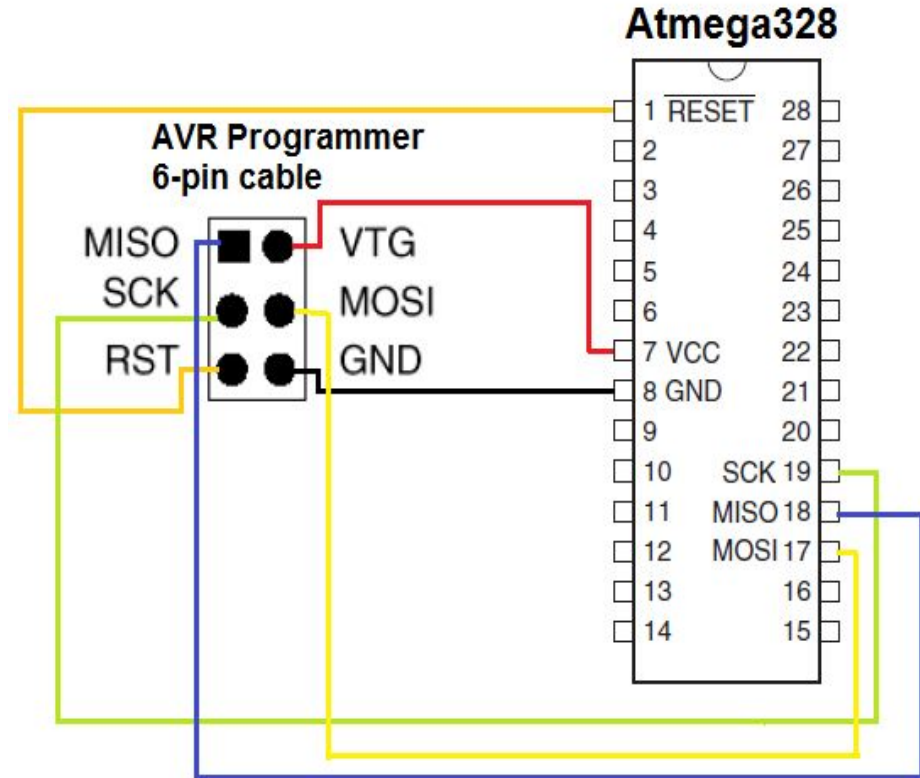 Atmega328
AVR Programmer
6-pin cable
MISO
VTG
SCK
MOSI
RST
GND
1 RESET 28
2 27
3 26
4 25
5 24
6 23
7 VCC 22
8 GND 21
9 20
10 SCK 19
11 MISO 18
12 MOSI 17
13 16
14 15